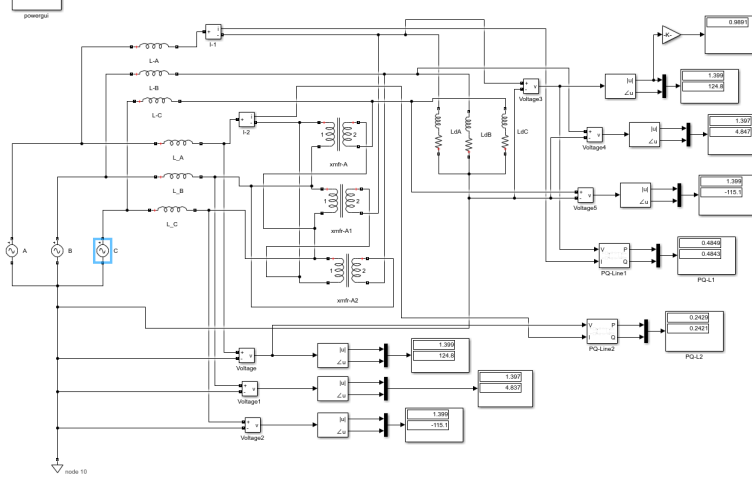 powergui
0.9891
I-1
-K-
L-A
|u|
∠u
1.399
124.8
Voltage3
L-B
L-C
I-2
LdA
LdB
LdC
|u|
∠u
1.397
4.847
Voltage4
1
2
xmfr-A
L_A
L_B
|u|
∠u
1.399
-115.1
Voltage5
1
2
xmfr-A1
L_C
A
B
C
V
I
P
Q
PQ-Line1
0.4849
0.4843
PQ-L1
1
2
xmfr-A2
V
I
P
Q
PQ-Line2
0.2429
0.2421
PQ-L2
Voltage
|u|
∠u
1.399
124.8
Voltage1
|u|
∠u
1.397
4.837
Voltage2
|u|
∠u
1.399
-115.1
node 10